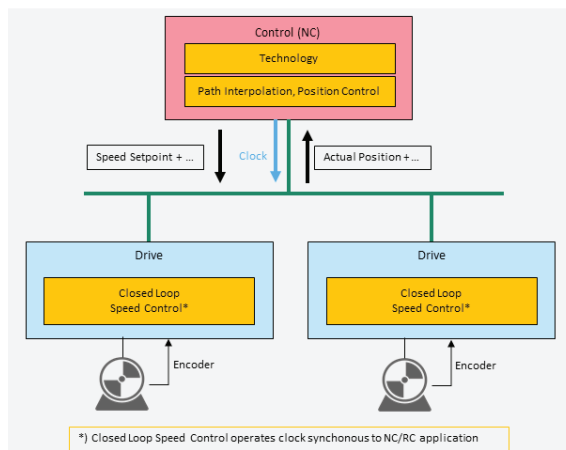 Control (NC)
Technology
Path Interpolation, Position Control
Speed Setpoint + ...
Clock
Actual Position + ...
Drive
Closed Loop
Speed Control*
Encoder
Drive
Closed Loop
Speed Control*
Encoder
*) Closed Loop Speed Control operates clock synchonous to NC/RC application